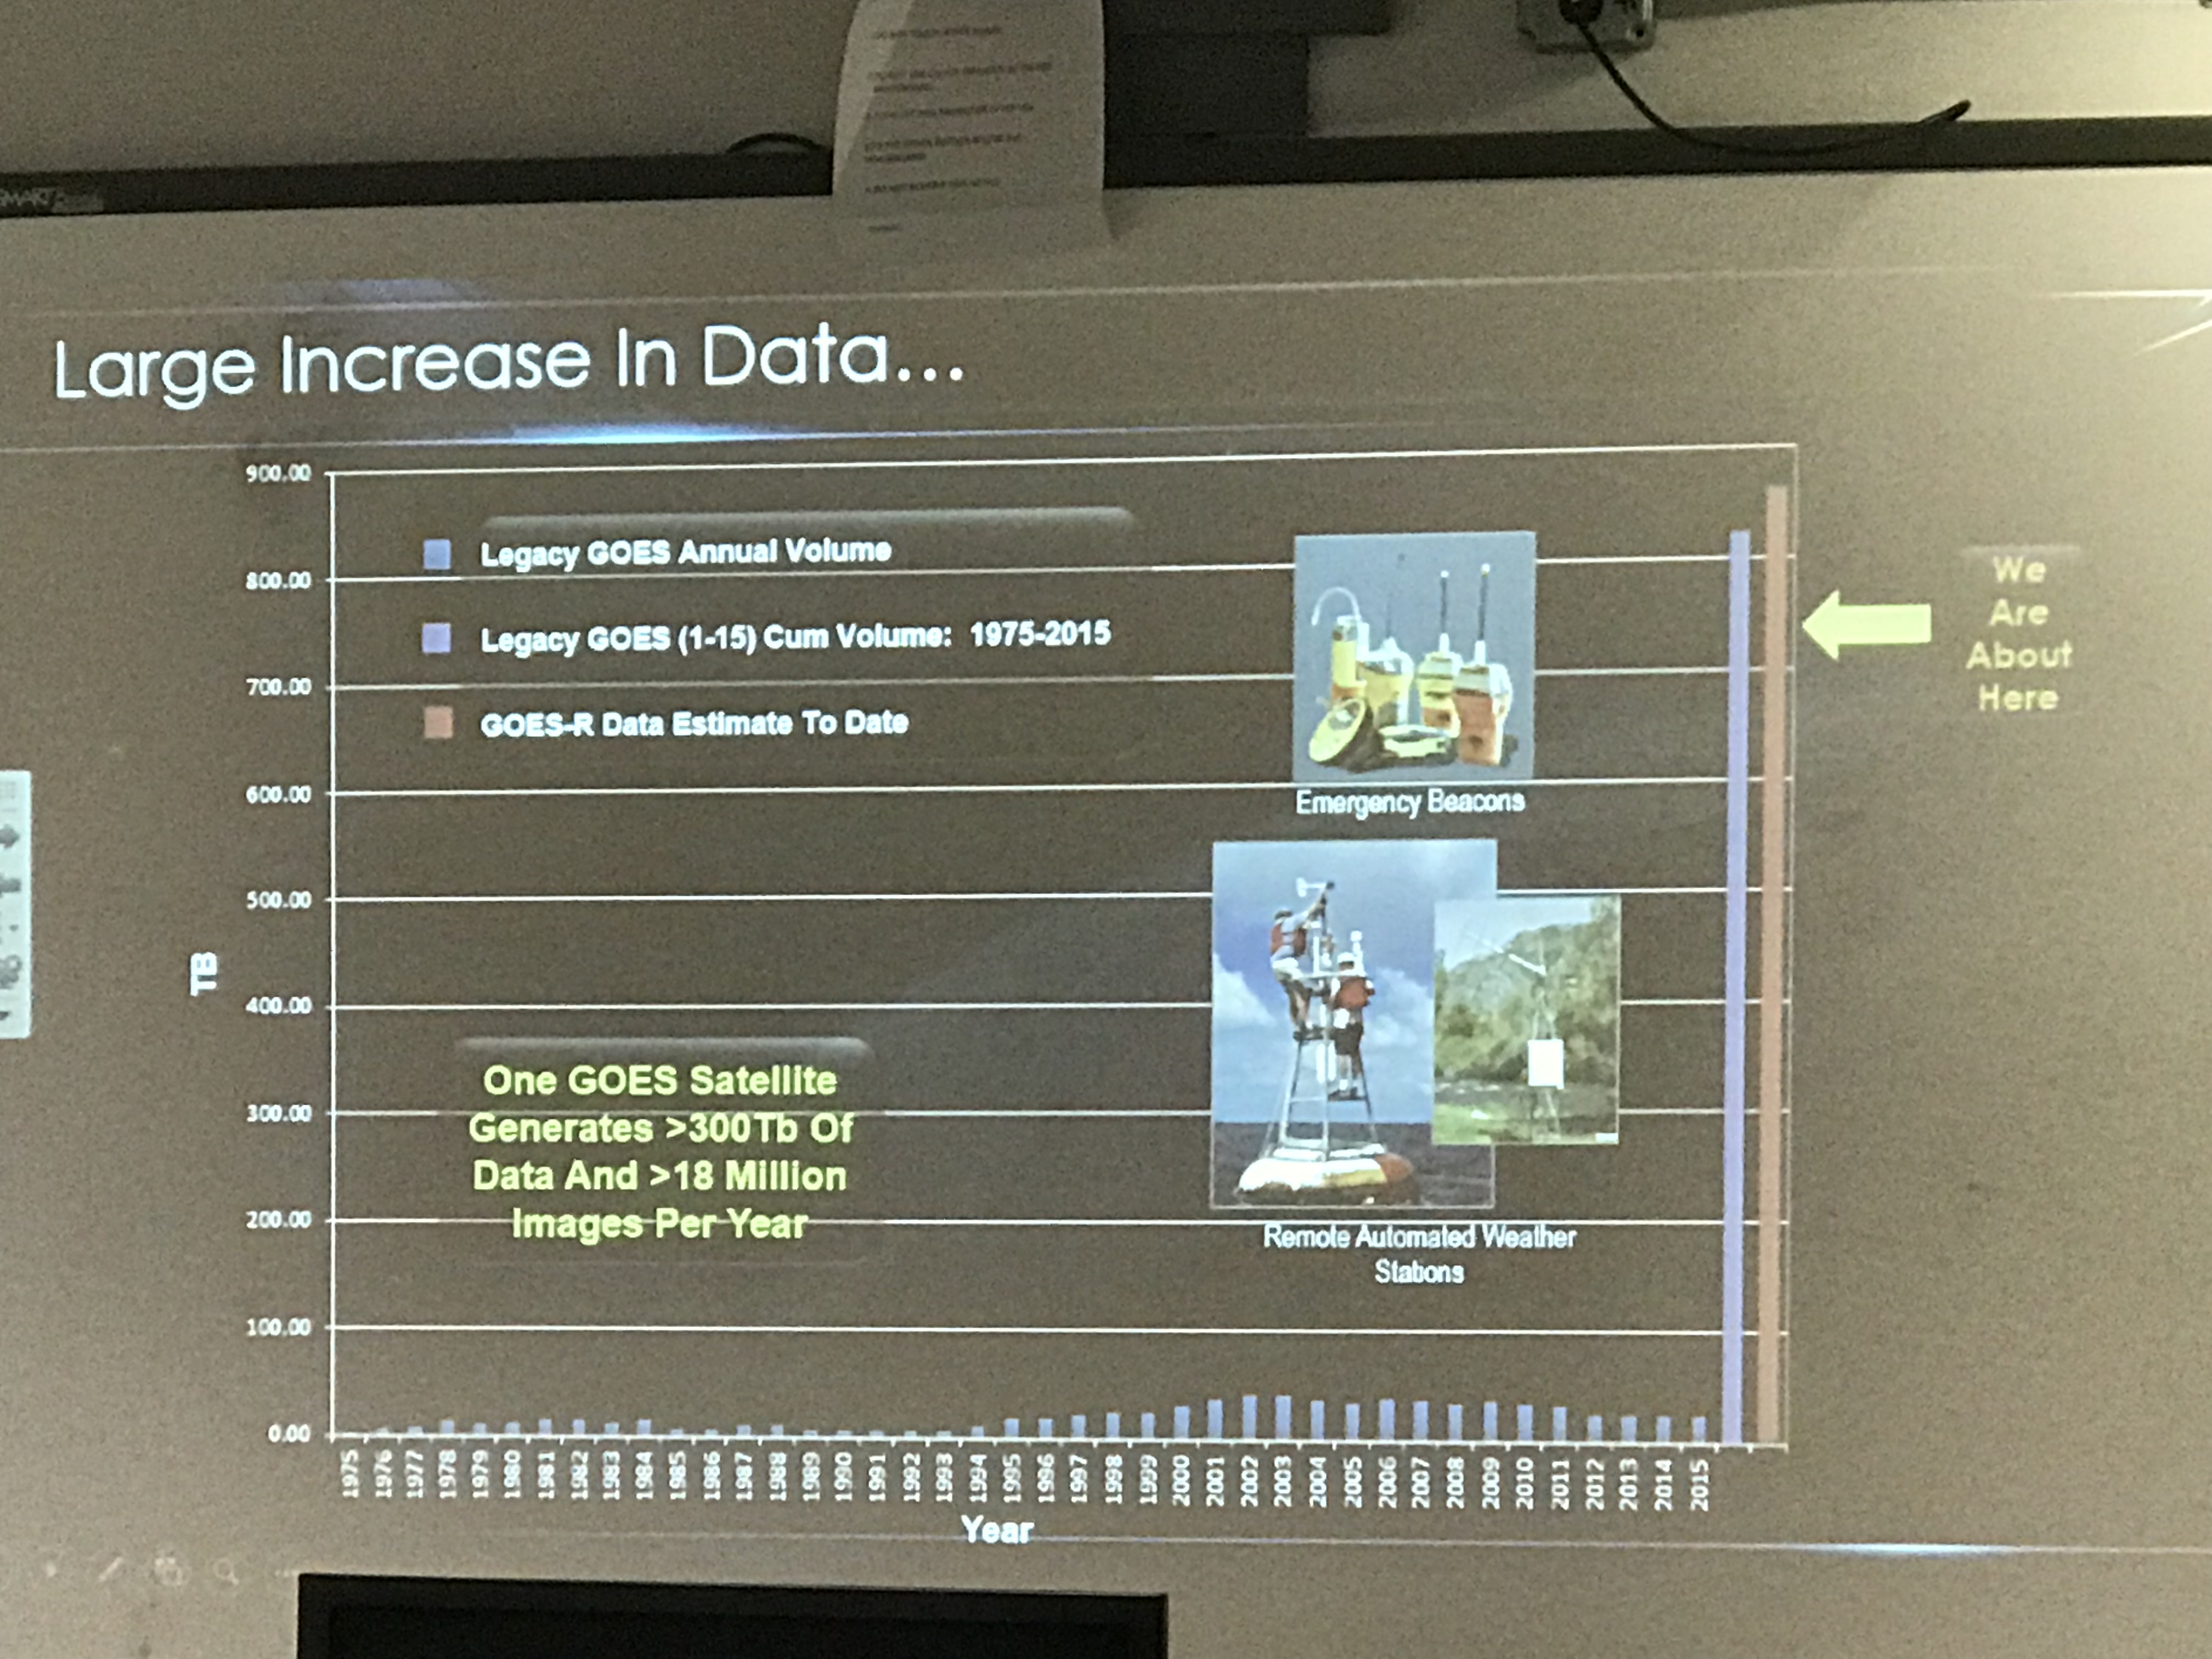 SMART
Large Increase In Data...
900.00
800.00
700.00
600.00
500.00
400.00
300.00
200.00
100.00
0.00
TB
Legacy GOES Annual Volume
Legacy GOES (1-15) Cum Volume: 1975-2015
GOES-R Data Estimate To Date
We
Are
About
Here
Emergency Beacons
One GOES Satellite
Generates >300Tb Of
Data And >18 Million
Images Per Year
Remote Automated Weather
Stations
1975 1976 1977 1978 1979 1980 1981 1982 1983 1984 1985 1986 1987 1988 1989 1990 1991 1992 1993 1994 1995 1996 1997 1998 1999 2000 2001 2002 2003 2004 2005 2006 2007 2008 2009 2010 2011 2012 2013 2014 2015
Year